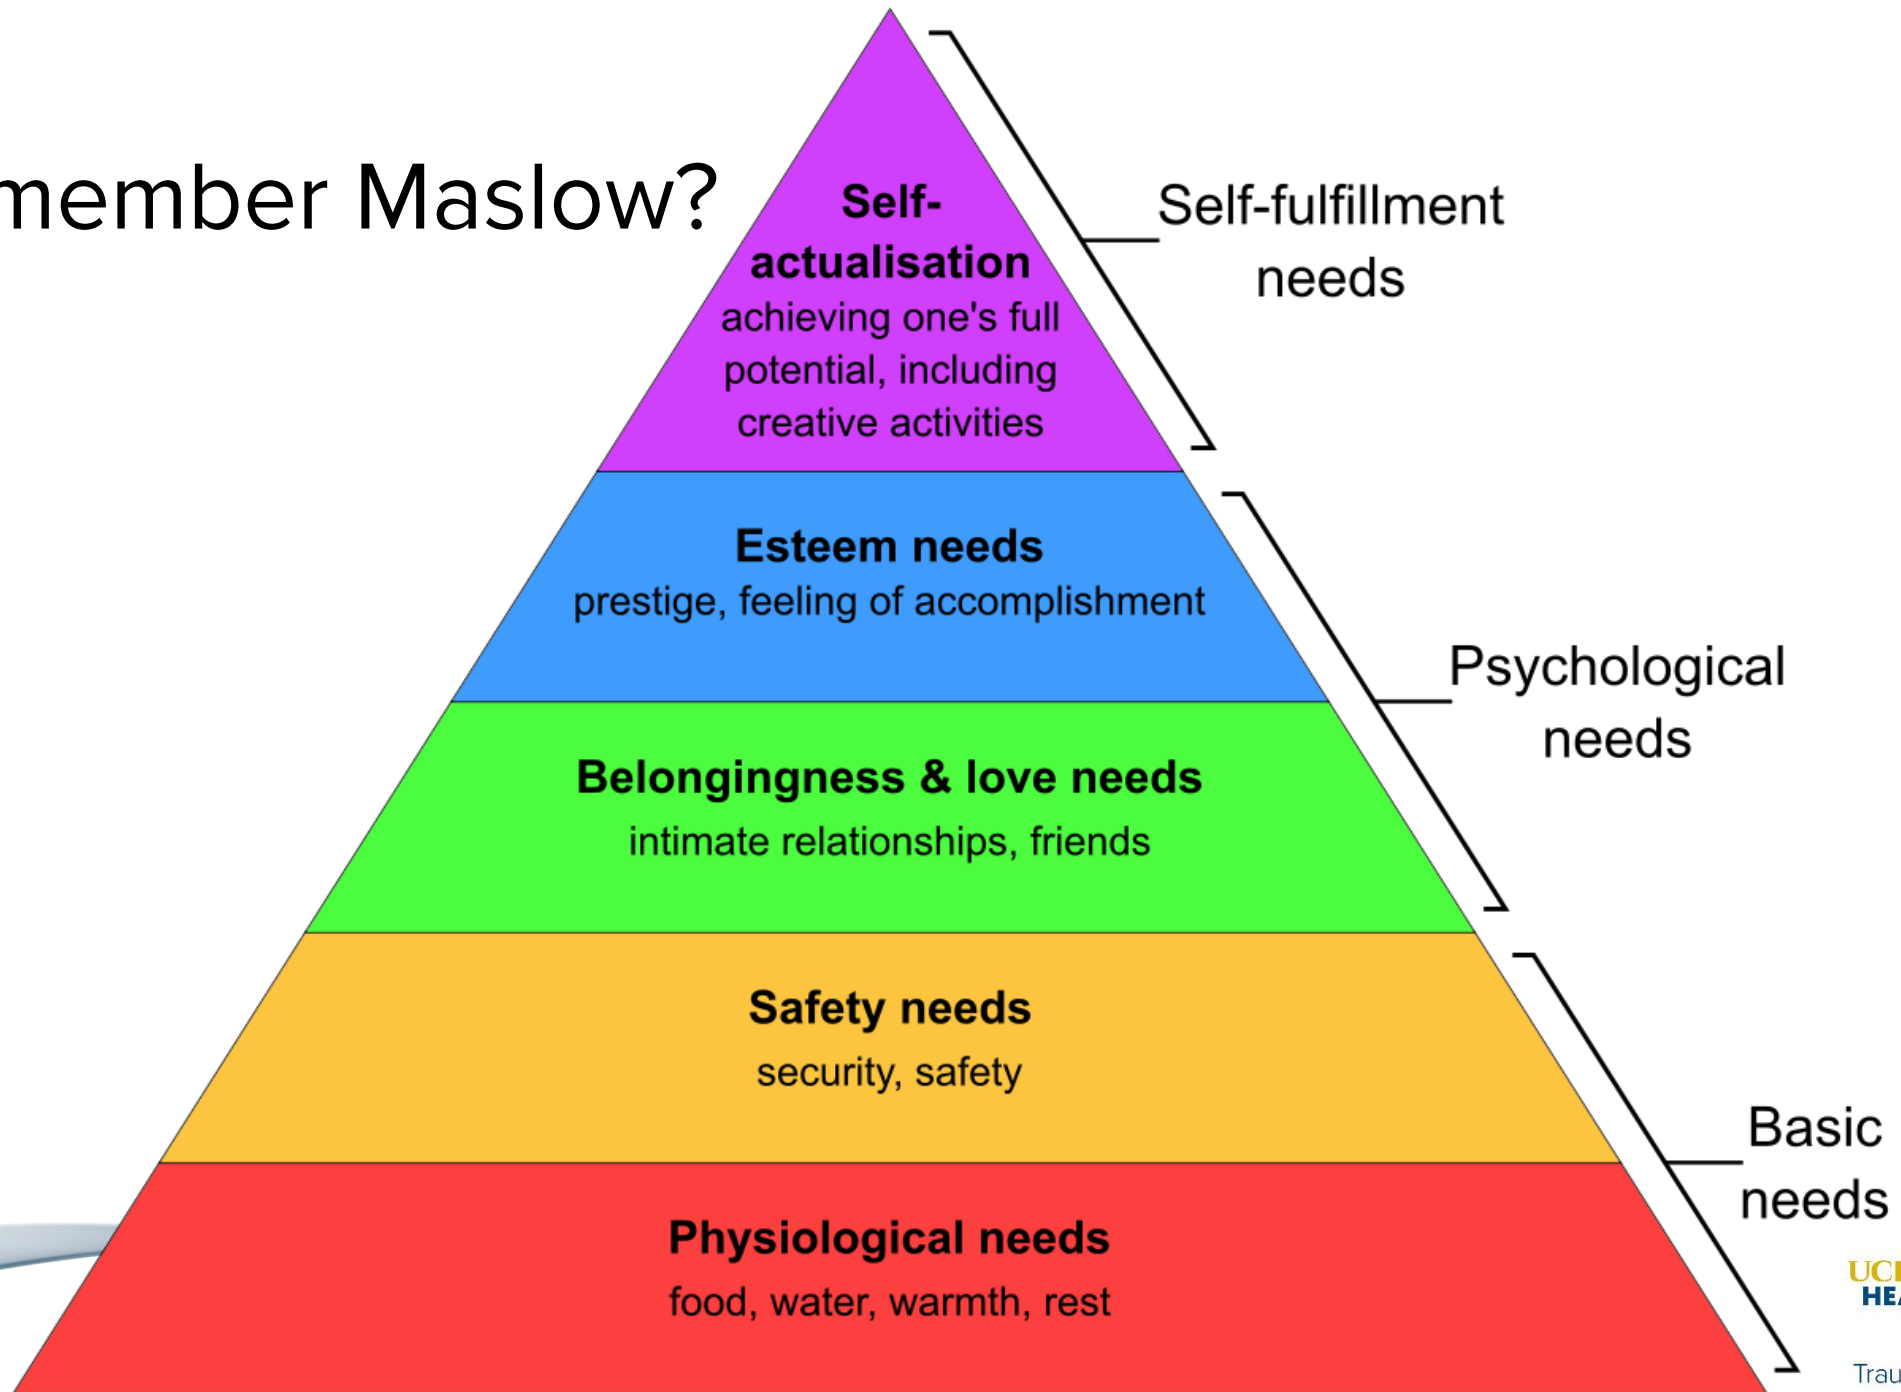 member Maslow?
Self-
actualisation
achieving one's full
potential, including
creative activities
Self-fulfillment
needs
Esteem needs
prestige, feeling of accomplishment
Psychological
needs
Belongingness & love needs
intimate relationships, friends
Safety needs
security, safety
Basic
needs
Physiological needs
food, water, warmth, rest